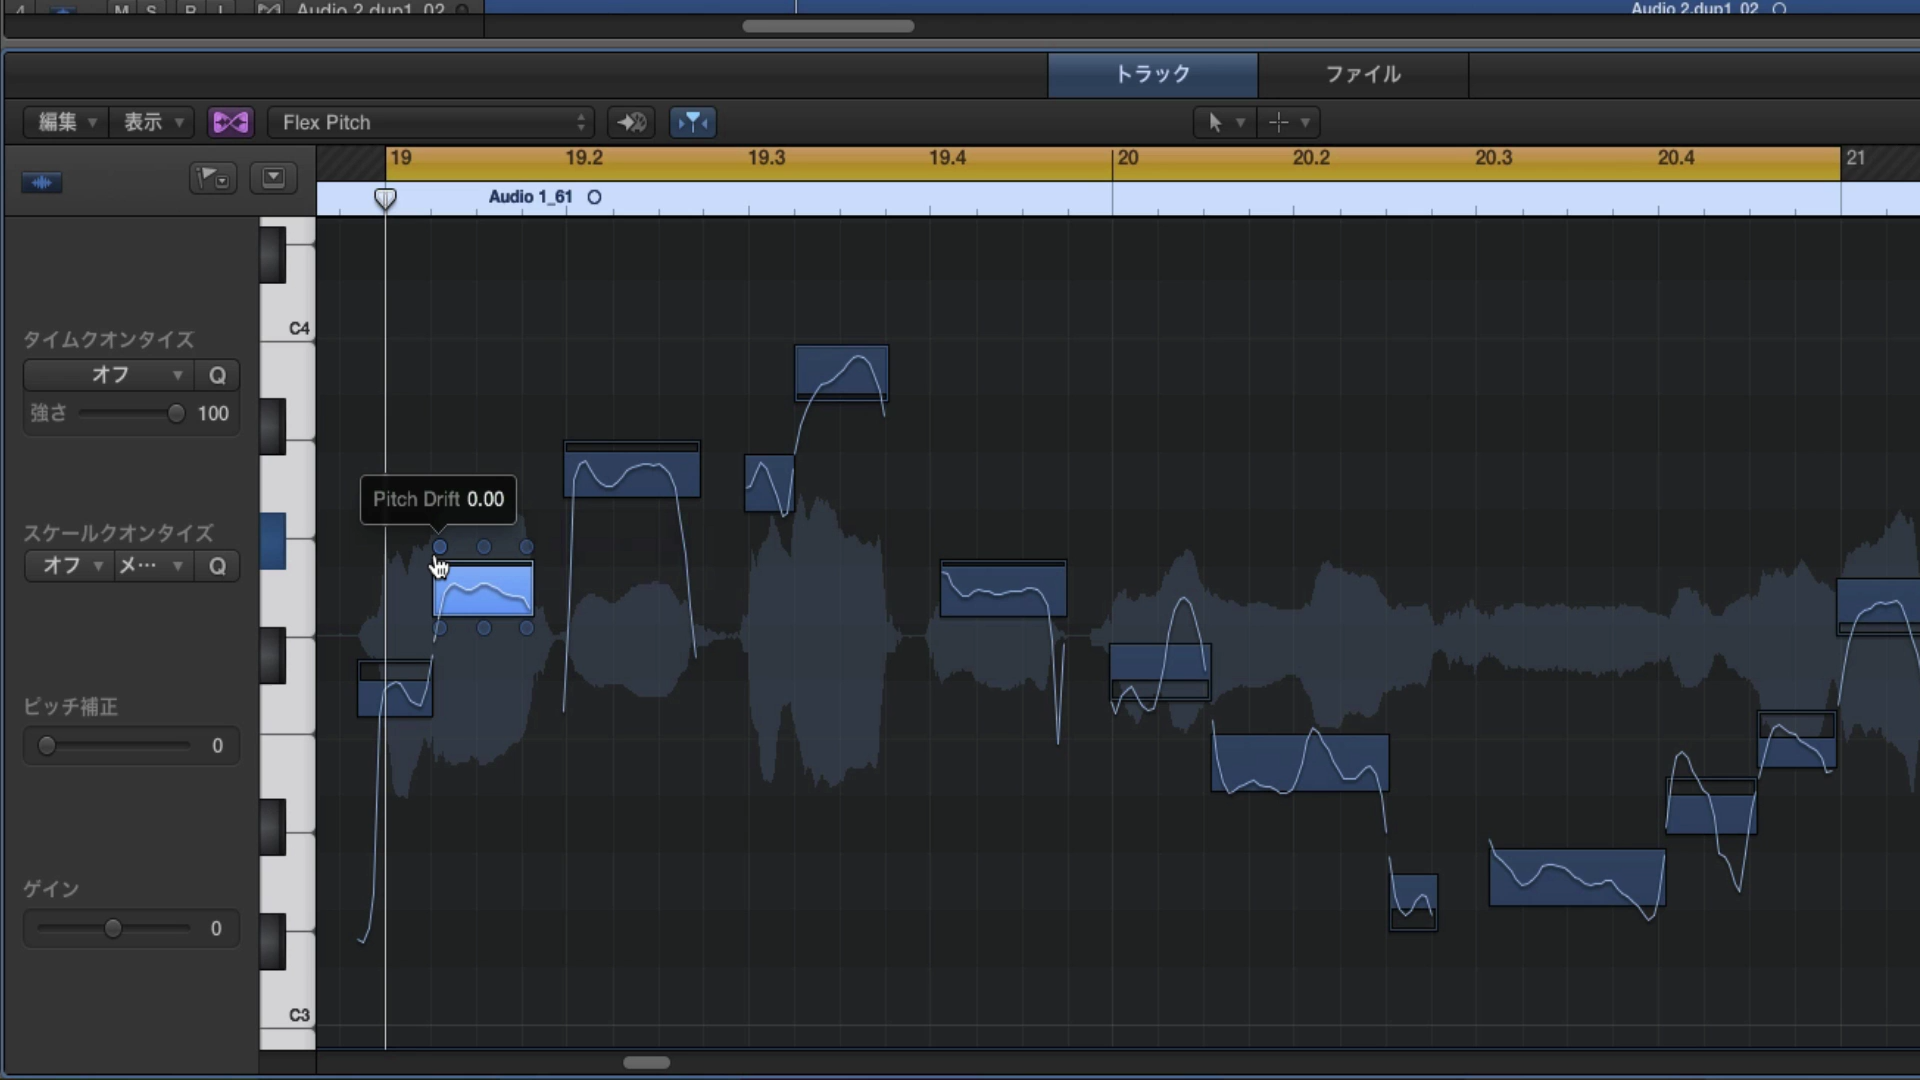 4 M S R I Audio 2.dup1_02
Audio 2.dup1_02
トラック ファイル
編集 表示 Flex Pitch
19 19.2 19.3 19.4 20 20.2 20.3 20.4 21
Audio 1_61
C4
タイムクオンタイズ
オフ Q
強さ 100
Pitch Drift 0.00
スケールクオンタイズ
オフ メ… Q
ピッチ補正
0
ゲイン
0
C3